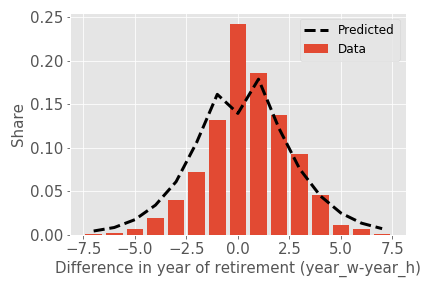 0.25
0.20
0.15
0.10
0.05
0.00
Share
Predicted
Data
−7.5 −5.0 −2.5 0.0 2.5 5.0 7.5
Difference in year of retirement (year_w-year_h)